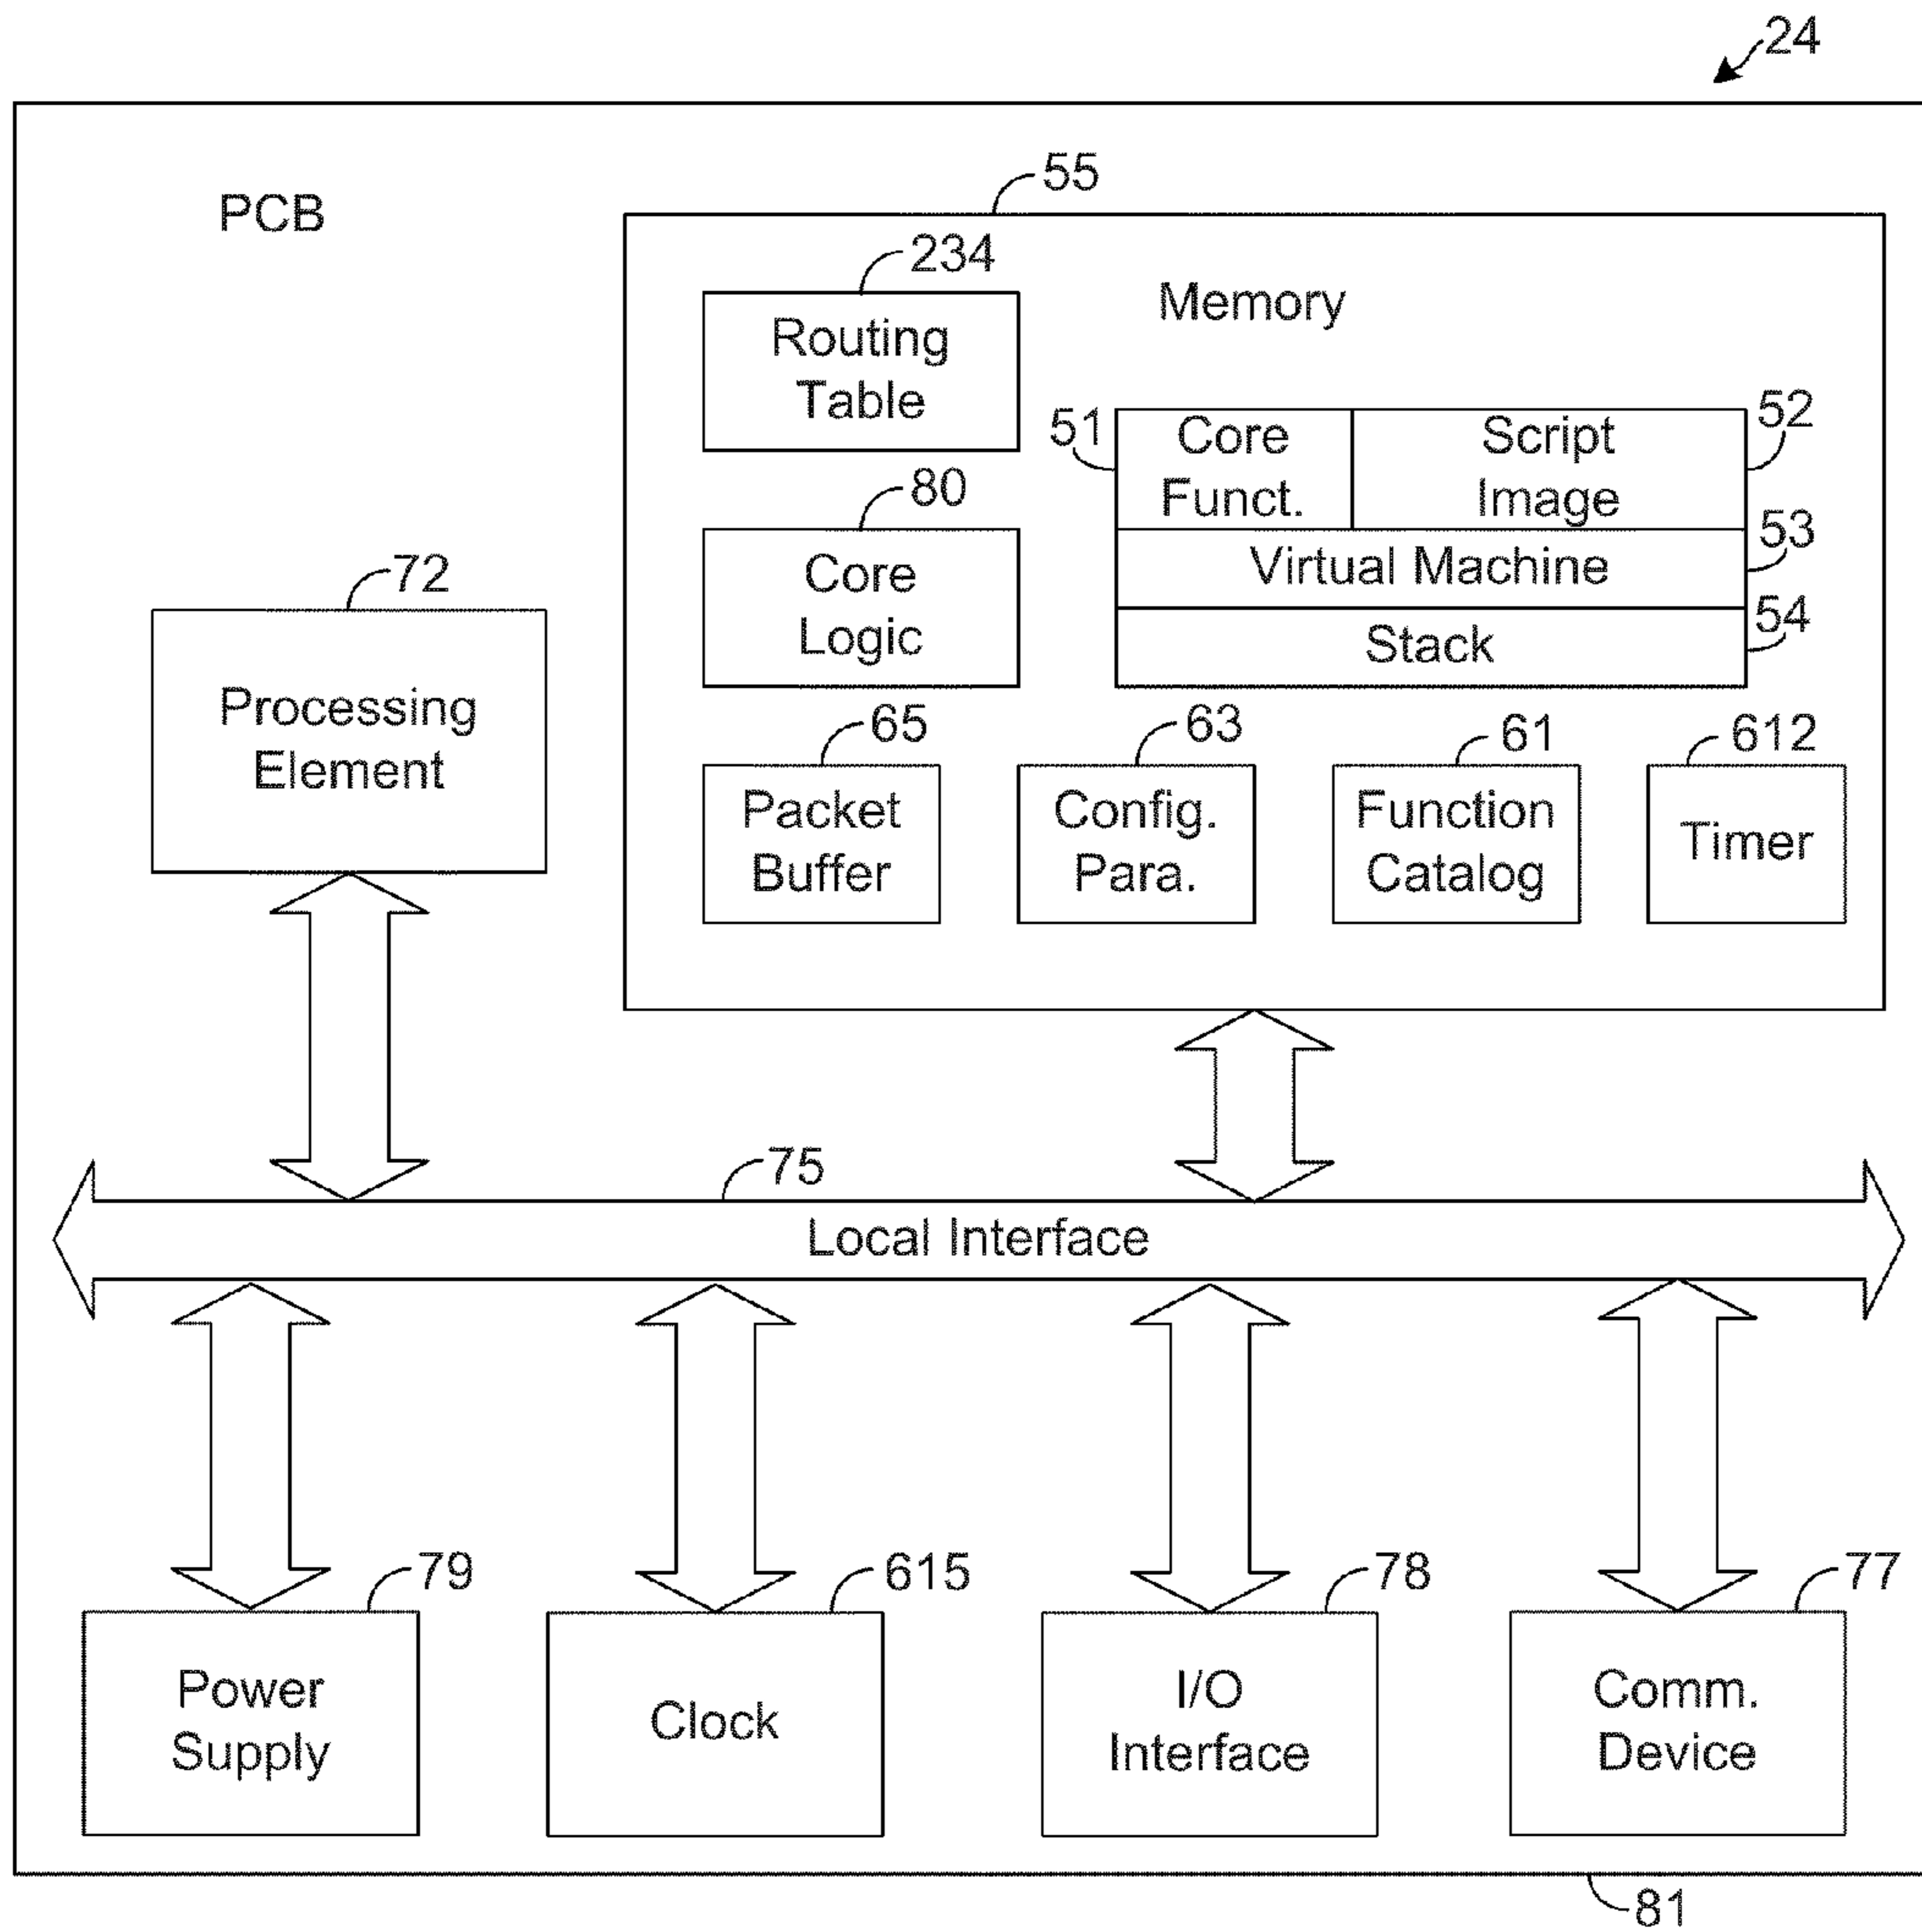 24
PCB
55
234
Memory
Routing
Table
51
Core
Funct.
Script
Image
52
80
Core
Logic
Virtual Machine
53
Stack
54
72
Processing
Element
65
Packet
Buffer
63
Config.
Para.
61
Function
Catalog
612
Timer
75
Local Interface
79
Power
Supply
615
Clock
78
I/O
Interface
77
Comm.
Device
81